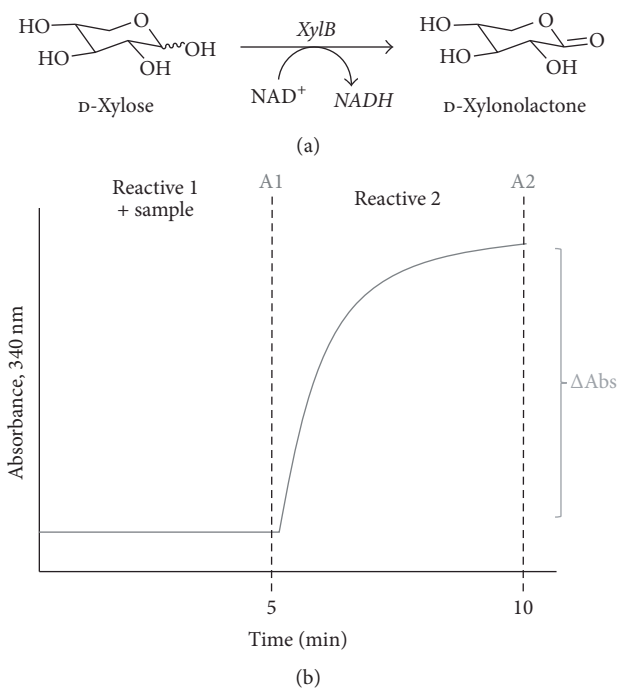 HO
O
HO
OH
OH
D-Xylose
XylB
NAD+
NADH
HO
O
HO
O
OH
D-Xylonolactone
(a)
Reactive 1
+ sample
A1
Reactive 2
A2
Absorbance, 340 nm
ΔAbs
5
10
Time (min)
(b)